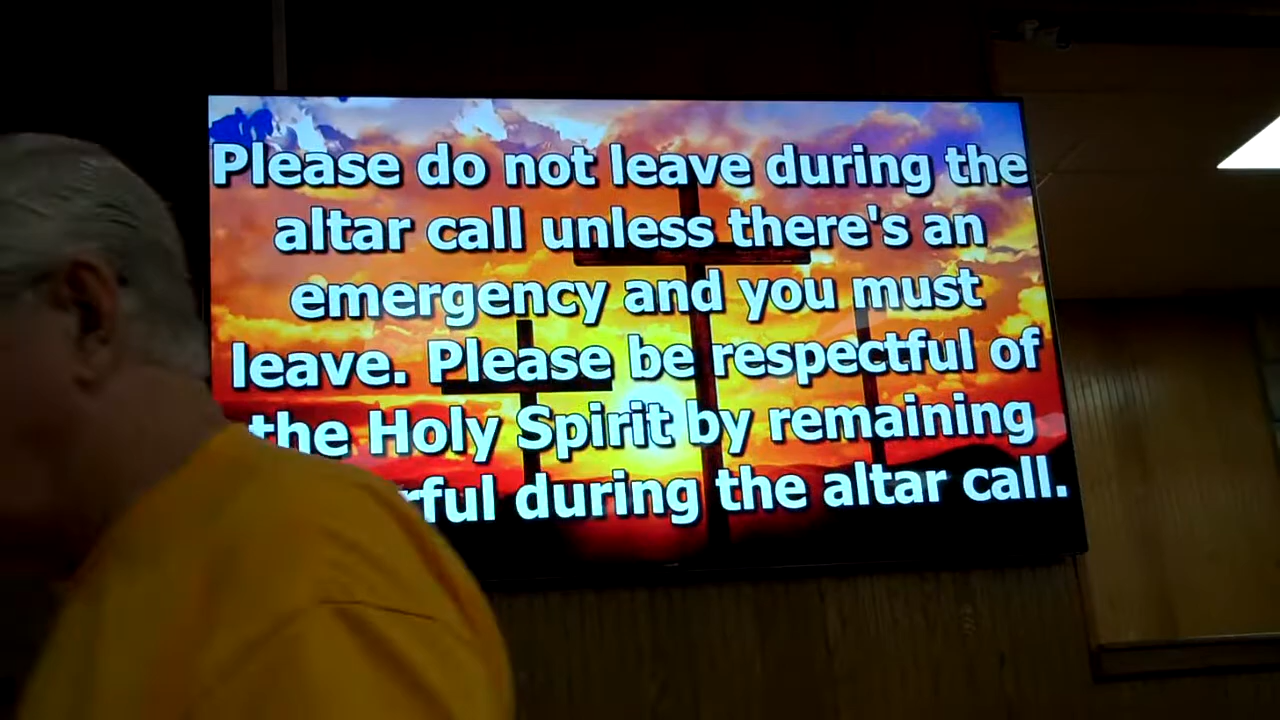 Please do not leave during the
altar call unless there's an
emergency and you must
leave. Please be respectful of
the Holy Spirit by remaining
during the altar call.